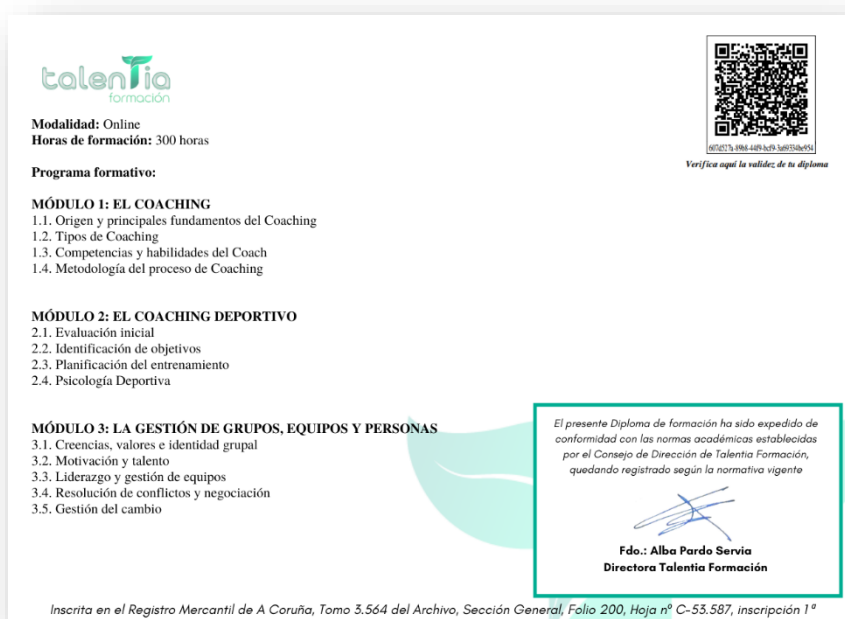 talenTia
formación
Modalidad: Online
Horas de formación: 300 horas
Programa formativo:
MÓDULO 1: EL COACHING
1.1. Origen y principales fundamentos del Coaching
1.2. Tipos de Coaching
1.3. Competencias y habilidades del Coach
1.4. Metodología del proceso de Coaching
MÓDULO 2: EL COACHING DEPORTIVO
2.1. Evaluación inicial
2.2. Identificación de objetivos
2.3. Planificación del entrenamiento
2.4. Psicología Deportiva
MÓDULO 3: LA GESTIÓN DE GRUPOS, EQUIPOS Y PERSONAS
3.1. Creencias, valores e identidad grupal
3.2. Motivación y talento
3.3. Liderazgo y gestión de equipos
3.4. Resolución de conflictos y negociación
3.5. Gestión del cambio
Verifica aquí la validez de tu diploma
El presente Diploma de formación ha sido expedido de
conformidad con las normas académicas establecidas
por el Consejo de Dirección de Talentia Formación,
quedando registrado según la normativa vigente
Fdo.: Alba Pardo Servia
Directora Talentia Formación
Inscrita en el Registro Mercantil de A Coruña, Tomo 3.564 del Archivo, Sección General, Folio 200, Hoja nº C-53.587, inscripción 1ª